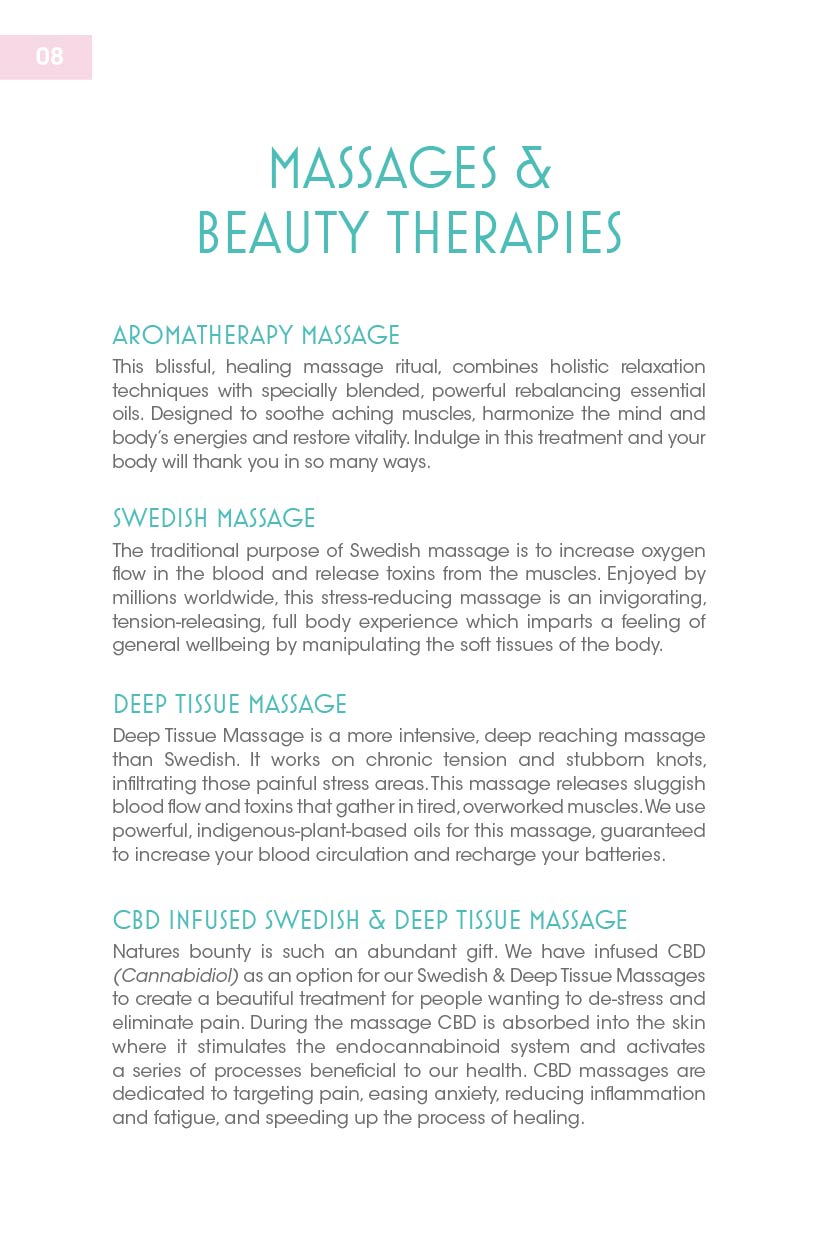 08
MASSAGES &
BEAUTY THERAPIES
AROMATHERAPY MASSAGE
This blissful, healing massage ritual, combines holistic relaxation
techniques with specially blended, powerful rebalancing essential
oils. Designed to soothe aching muscles, harmonize the mind and
body's energies and restore vitality. Indulge in this treatment and your
body will thank you in so many ways.
SWEDISH MASSAGE
The traditional purpose of Swedish massage is to increase oxygen
flow in the blood and release toxins from the muscles. Enjoyed by
millions worldwide, this stress-reducing massage is an invigorating,
tension-releasing, full body experience which imparts a feeling of
general wellbeing by manipulating the soft tissues of the body.
DEEP TISSUE MASSAGE
Deep Tissue Massage is a more intensive, deep reaching massage
than Swedish. It works on chronic tension and stubborn knots,
infiltrating those painful stress areas. This massage releases sluggish
blood flow and toxins that gather in tired, overworked muscles. We use
powerful, indigenous-plant-based oils for this massage, guaranteed
to increase your blood circulation and recharge your batteries.
CBD INFUSED SWEDISH & DEEP TISSUE MASSAGE
Natures bounty is such an abundant gift. We have infused CBD
(Cannabidiol) as an option for our Swedish & Deep Tissue Massages
to create a beautiful treatment for people wanting to de-stress and
eliminate pain. During the massage CBD is absorbed into the skin
where it stimulates the endocannabinoid system and activates
a series of processes beneficial to our health. CBD massages are
dedicated to targeting pain, easing anxiety, reducing inflammation
and fatigue, and speeding up the process of healing.